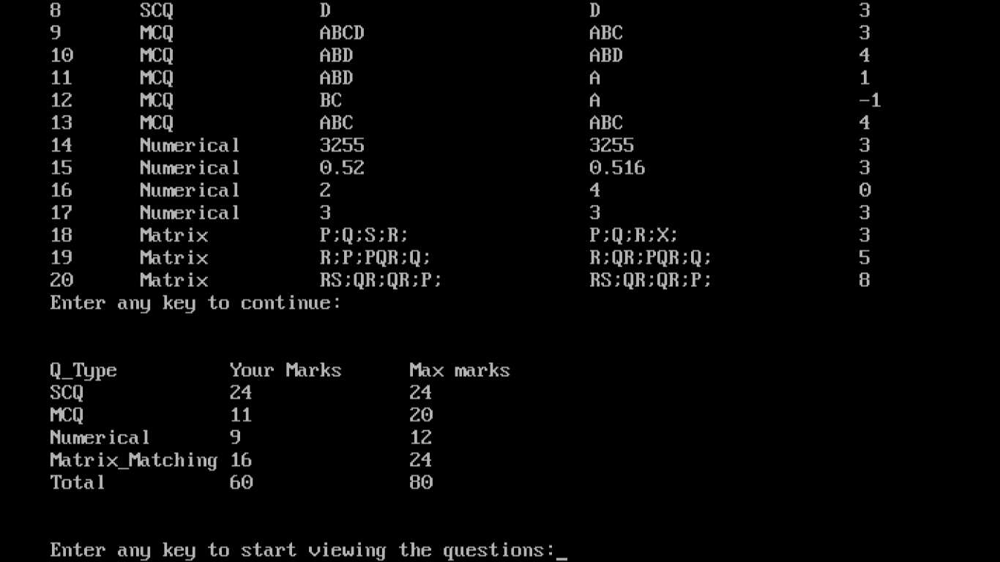 8 SCQ D D 3
9 MCQ ABCD ABC 3
10 MCQ ABD ABD 4
11 MCQ ABD A 1
12 MCQ BC A -1
13 MCQ ABC ABC 4
14 Numerical 3255 3255 3
15 Numerical 0.52 0.516 3
16 Numerical 2 4 0
17 Numerical 3 3 3
18 Matrix P;Q;S;R; P;Q;R;X; 3
19 Matrix R;P;PQR;Q; R;QR;PQR;Q; 5
20 Matrix RS;QR;QR;P; RS;QR;QR;P; 8
Enter any key to continue:
Q_Type Your Marks Max marks
SCQ 24 24
MCQ 11 20
Numerical 9 12
Matrix_Matching 16 24
Total 60 80
Enter any key to start viewing the questions:_